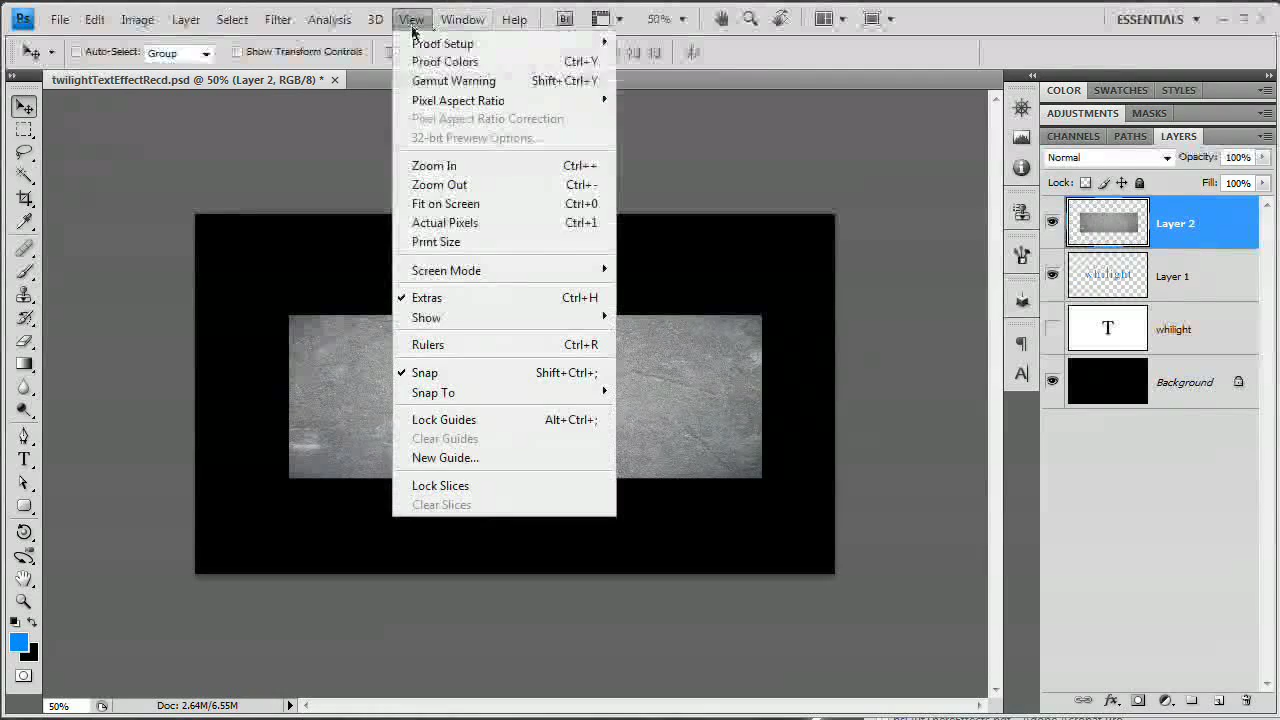 Ps File Edit Image Layer Select Filter Analysis 3D View Window Help Br 50% ESSENTIALS
Auto-Select: Group Show Transform Controls
twilightTextEffectRecd.psd @ 50% (Layer 2, RGB/8) * ×
Proof Setup
Proof Colors Ctrl+Y
Gamut Warning Shift+Ctrl+Y
Pixel Aspect Ratio
Pixel Aspect Ratio Correction
32-bit Preview Options...
Zoom In Ctrl++
Zoom Out Ctrl+-
Fit on Screen Ctrl+0
Actual Pixels Ctrl+1
Print Size
Screen Mode
Extras Ctrl+H
Show
Rulers Ctrl+R
Snap Shift+Ctrl+;
Snap To
Lock Guides Alt+Ctrl+;
Clear Guides
New Guide...
Lock Slices
Clear Slices
COLOR SWATCHES STYLES
ADJUSTMENTS MASKS
CHANNELS PATHS LAYERS
Normal Opacity: 100%
Lock: Fill: 100%
Layer 2
whilight Layer 1
T whilight
Background
50% Doc: 2.64M/6.55M